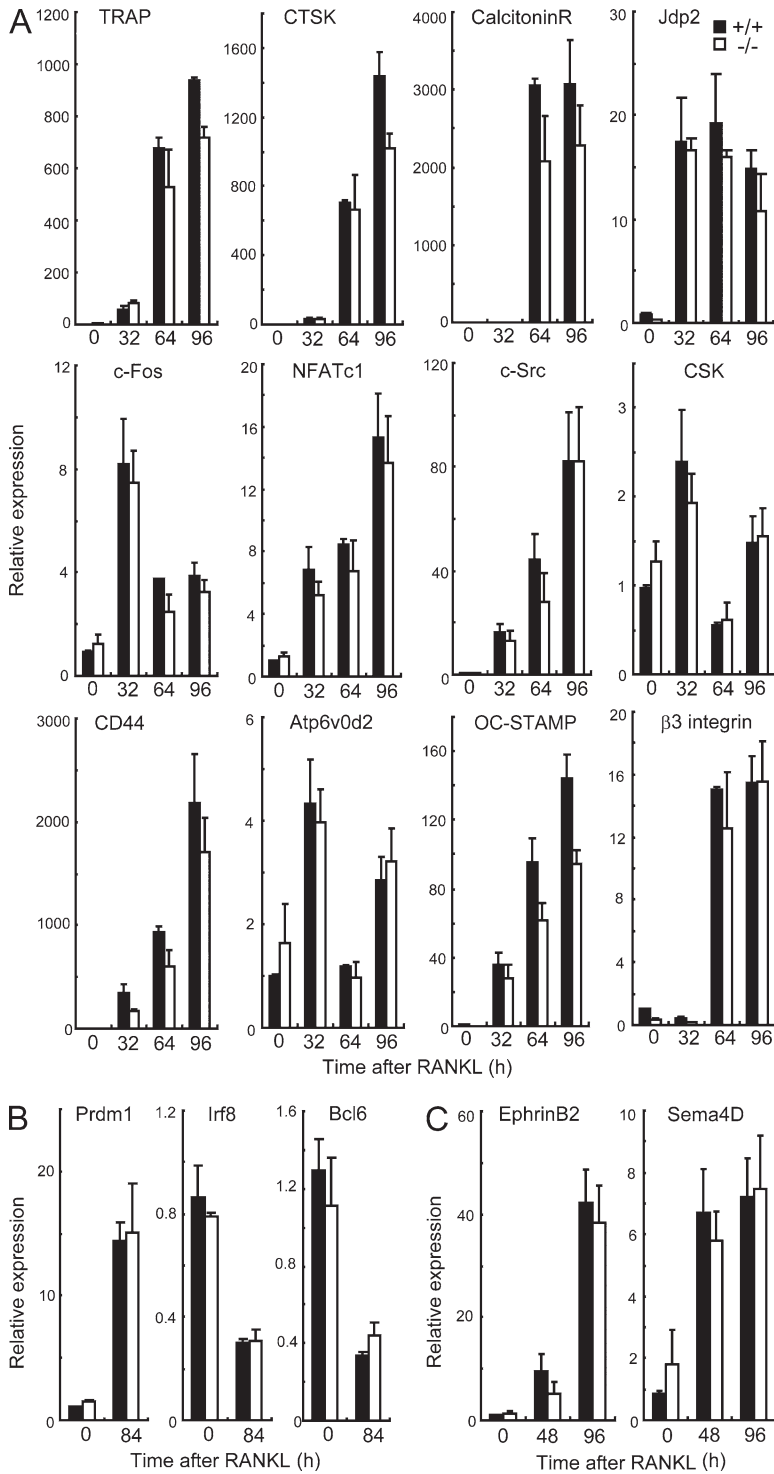 A
TRAP
CTSK
CalcitoninR
Jdp2
+/+
-/-
1200
1000
800
600
400
200
0
0 32 64 96
1600
1200
800
400
0
0 32 64 96
4000
3000
2000
1000
0
0 32 64 96
30
20
10
0
0 32 64 96
Relative expression
c-Fos
NFATc1
c-Src
CSK
12
8
4
0
0 32 64 96
20
16
12
8
4
0
0 32 64 96
120
80
40
0
0 32 64 96
3
2
1
0
0 32 64 96
CD44
Atp6v0d2
OC-STAMP
β3 integrin
3000
2000
1000
0
0 32 64 96
6
4
2
0
0 32 64 96
160
120
80
40
0
0 32 64 96
20
16
12
8
4
0
0 32 64 96
Time after RANKL (h)
B
Prdm1
Irf8
Bcl6
Relative expression
20
10
0
0 84
1.2
0.8
0.4
0
0 84
1.6
1.2
0.8
0.4
0
0 84
Time after RANKL (h)
C
EphrinB2
Sema4D
Relative expression
60
40
20
0
0 48 96
10
8
6
4
2
0
0 48 96
Time after RANKL (h)